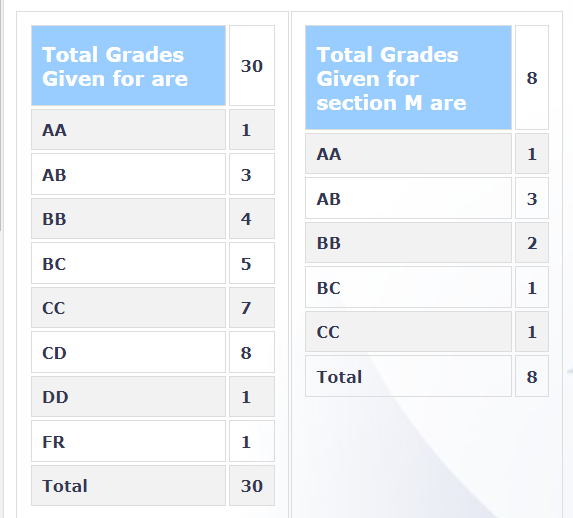 Total Grades
Given for are
30
AA 1
AB 3
BB 4
BC 5
CC 7
CD 8
DD 1
FR 1
Total 30
Total Grades
Given for
section M are
8
AA 1
AB 3
BB 2
BC 1
CC 1
Total 8